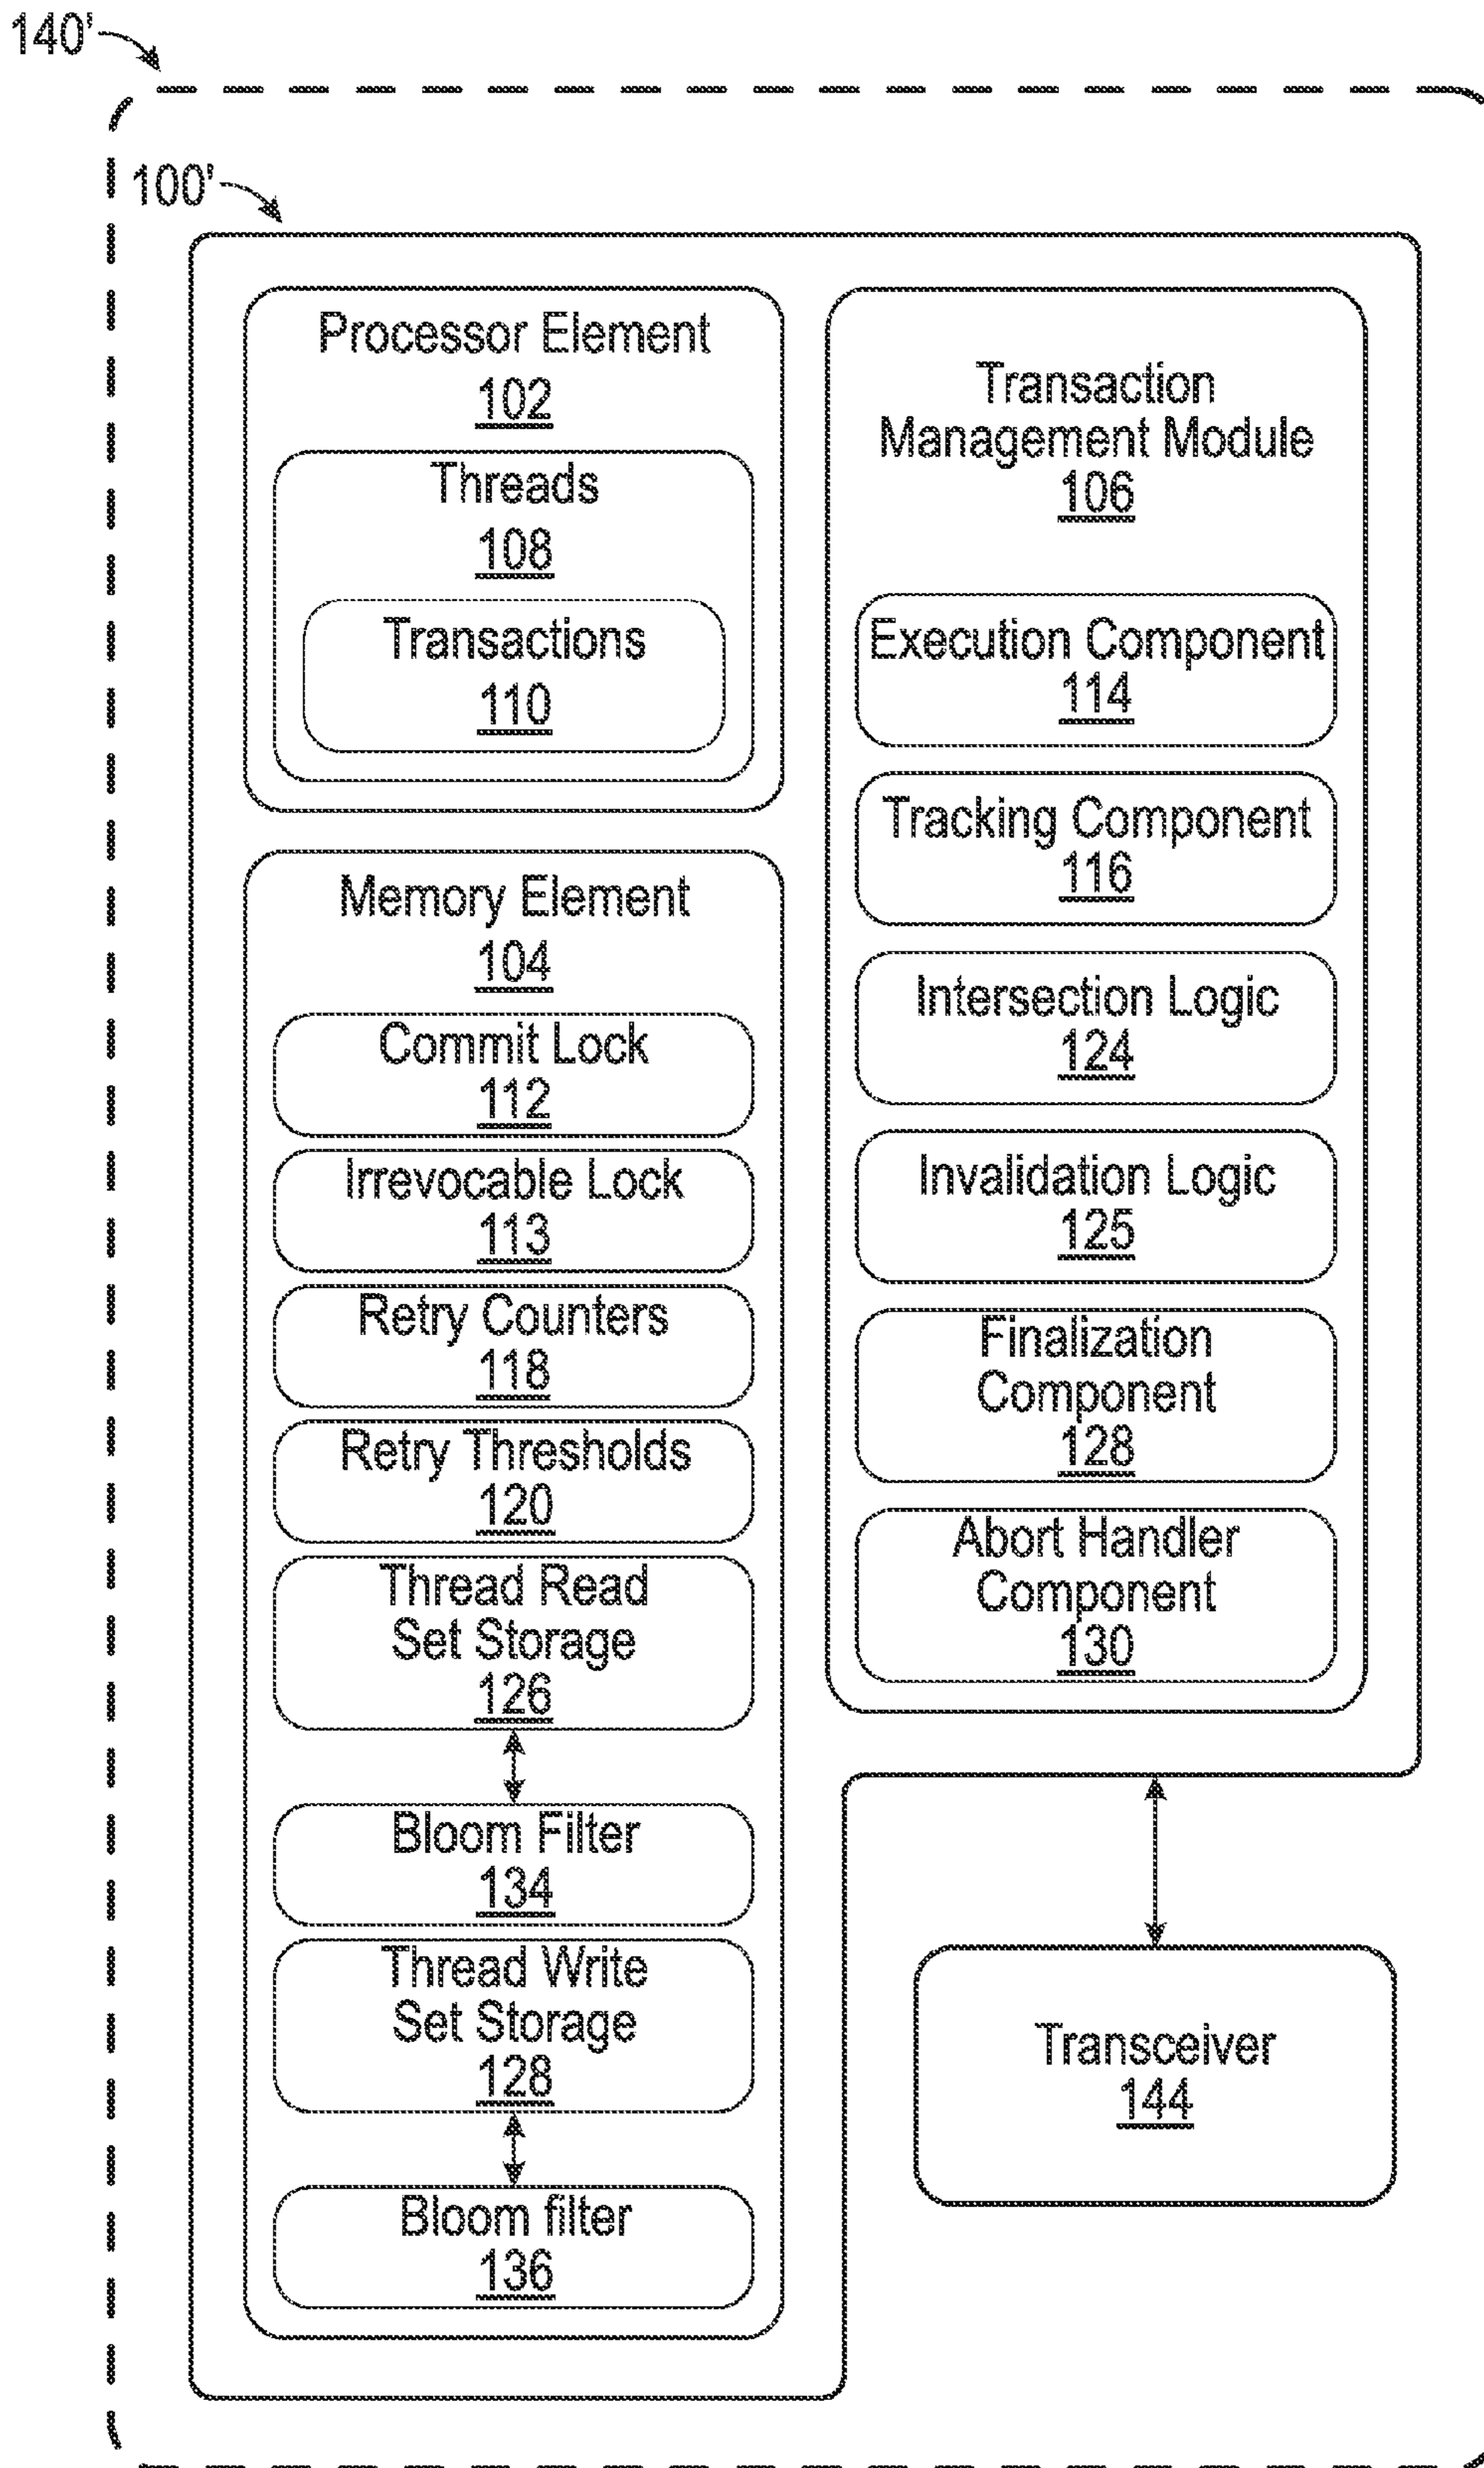 140'
100'
Processor Element
102
Threads
108
Transactions
110
Memory Element
104
Commit Lock
112
Irrevocable Lock
113
Retry Counters
118
Retry Thresholds
120
Thread Read
Set Storage
126
Bloom Filter
134
Thread Write
Set Storage
128
Bloom filter
136
Transaction
Management Module
106
Execution Component
114
Tracking Component
116
Intersection Logic
124
Invalidation Logic
125
Finalization
Component
128
Abort Handler
Component
130
Transceiver
144